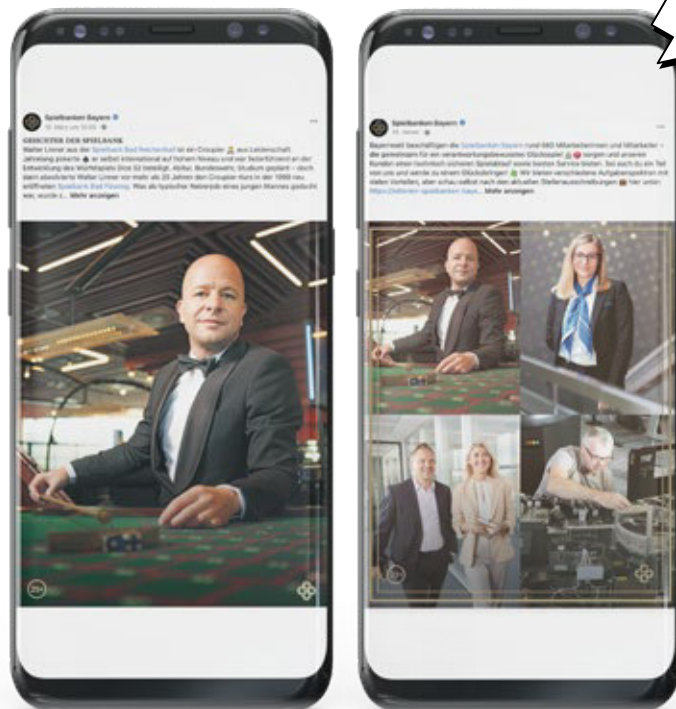 Spielbanken Bayern
GESICHTER DER SPIELBANK
Walter Linner aus der Spielbank Bad Reichenhall ist ein Croupier aus Leidenschaft
Jahrelang pokerte er selbst international auf hohem Niveau und war federführend an der
Entwicklung des Würfelspiels Dice 52 beteiligt. Abitur, Bundeswehr, Studium geplant – doch
dann absolvierte Walter Linner vor mehr als 20 Jahren den Croupier-Kurs in der 1999 neu
eröffneten Spielbank Bad Füssing. Was als typischer Nebenjob eines jungen Mannes gedacht
war, wurde z... Mehr anzeigen
21+
Spielbanken Bayern
Bayernweit beschäftigen die Spielbanken Bayern rund 660 Mitarbeiterinnen und Mitarbeiter –
die gemeinsam für ein verantwortungsbewusstes Glücksspiel sorgen und unseren
Kunden einen technisch sicheren Spielablauf sowie besten Service bieten. Sei auch du ein Teil
von uns und werde zu einem Glücksbringer! Wir bieten verschiedene Aufgabenspektren mit
vielen Vorteilen, aber schau selbst nach den aktuellen Stellenausschreibungen hier unter:
Mehr anzeigen